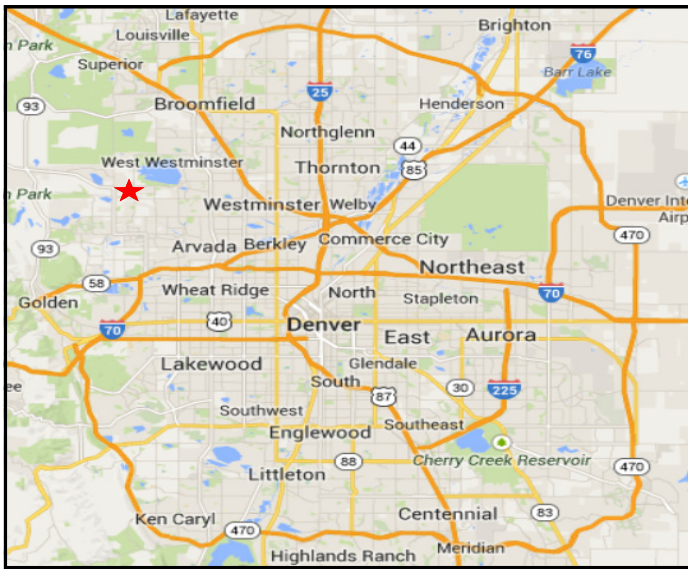 Lafayette
Louisville
Brighton
n Park
Superior
76
Barr Lake
25
93
Broomfield
Henderson
Northglenn
44
West Westminster
Thornton
85
n Park
Westminster
Welby
Denver Inte
Airp
93
Arvada
Berkley
Commerce City
470
58
Northeast
Wheat Ridge
North
Stapleton
70
Golden
70
40
Denver
East
Aurora
Lakewood
Glendale
ee
South
87
30
225
Southwest
Southeast
Englewood
88
Cherry Creek Reservoir
470
Littleton
Ken Caryl
470
Centennial
83
Highlands Ranch
Meridian